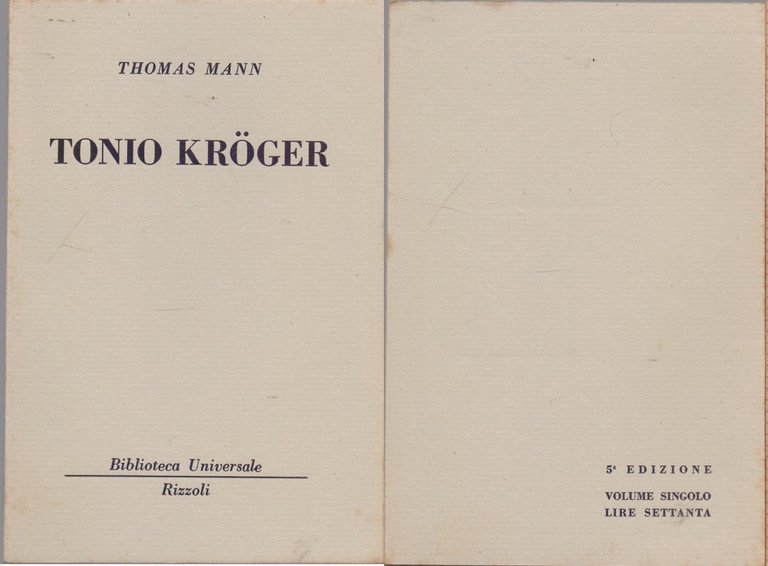 THOMAS MANN
TONIO KRÖGER
Biblioteca Universale
Rizzoli
5ª EDIZIONE
VOLUME SINGOLO
LIRE SETTANTA